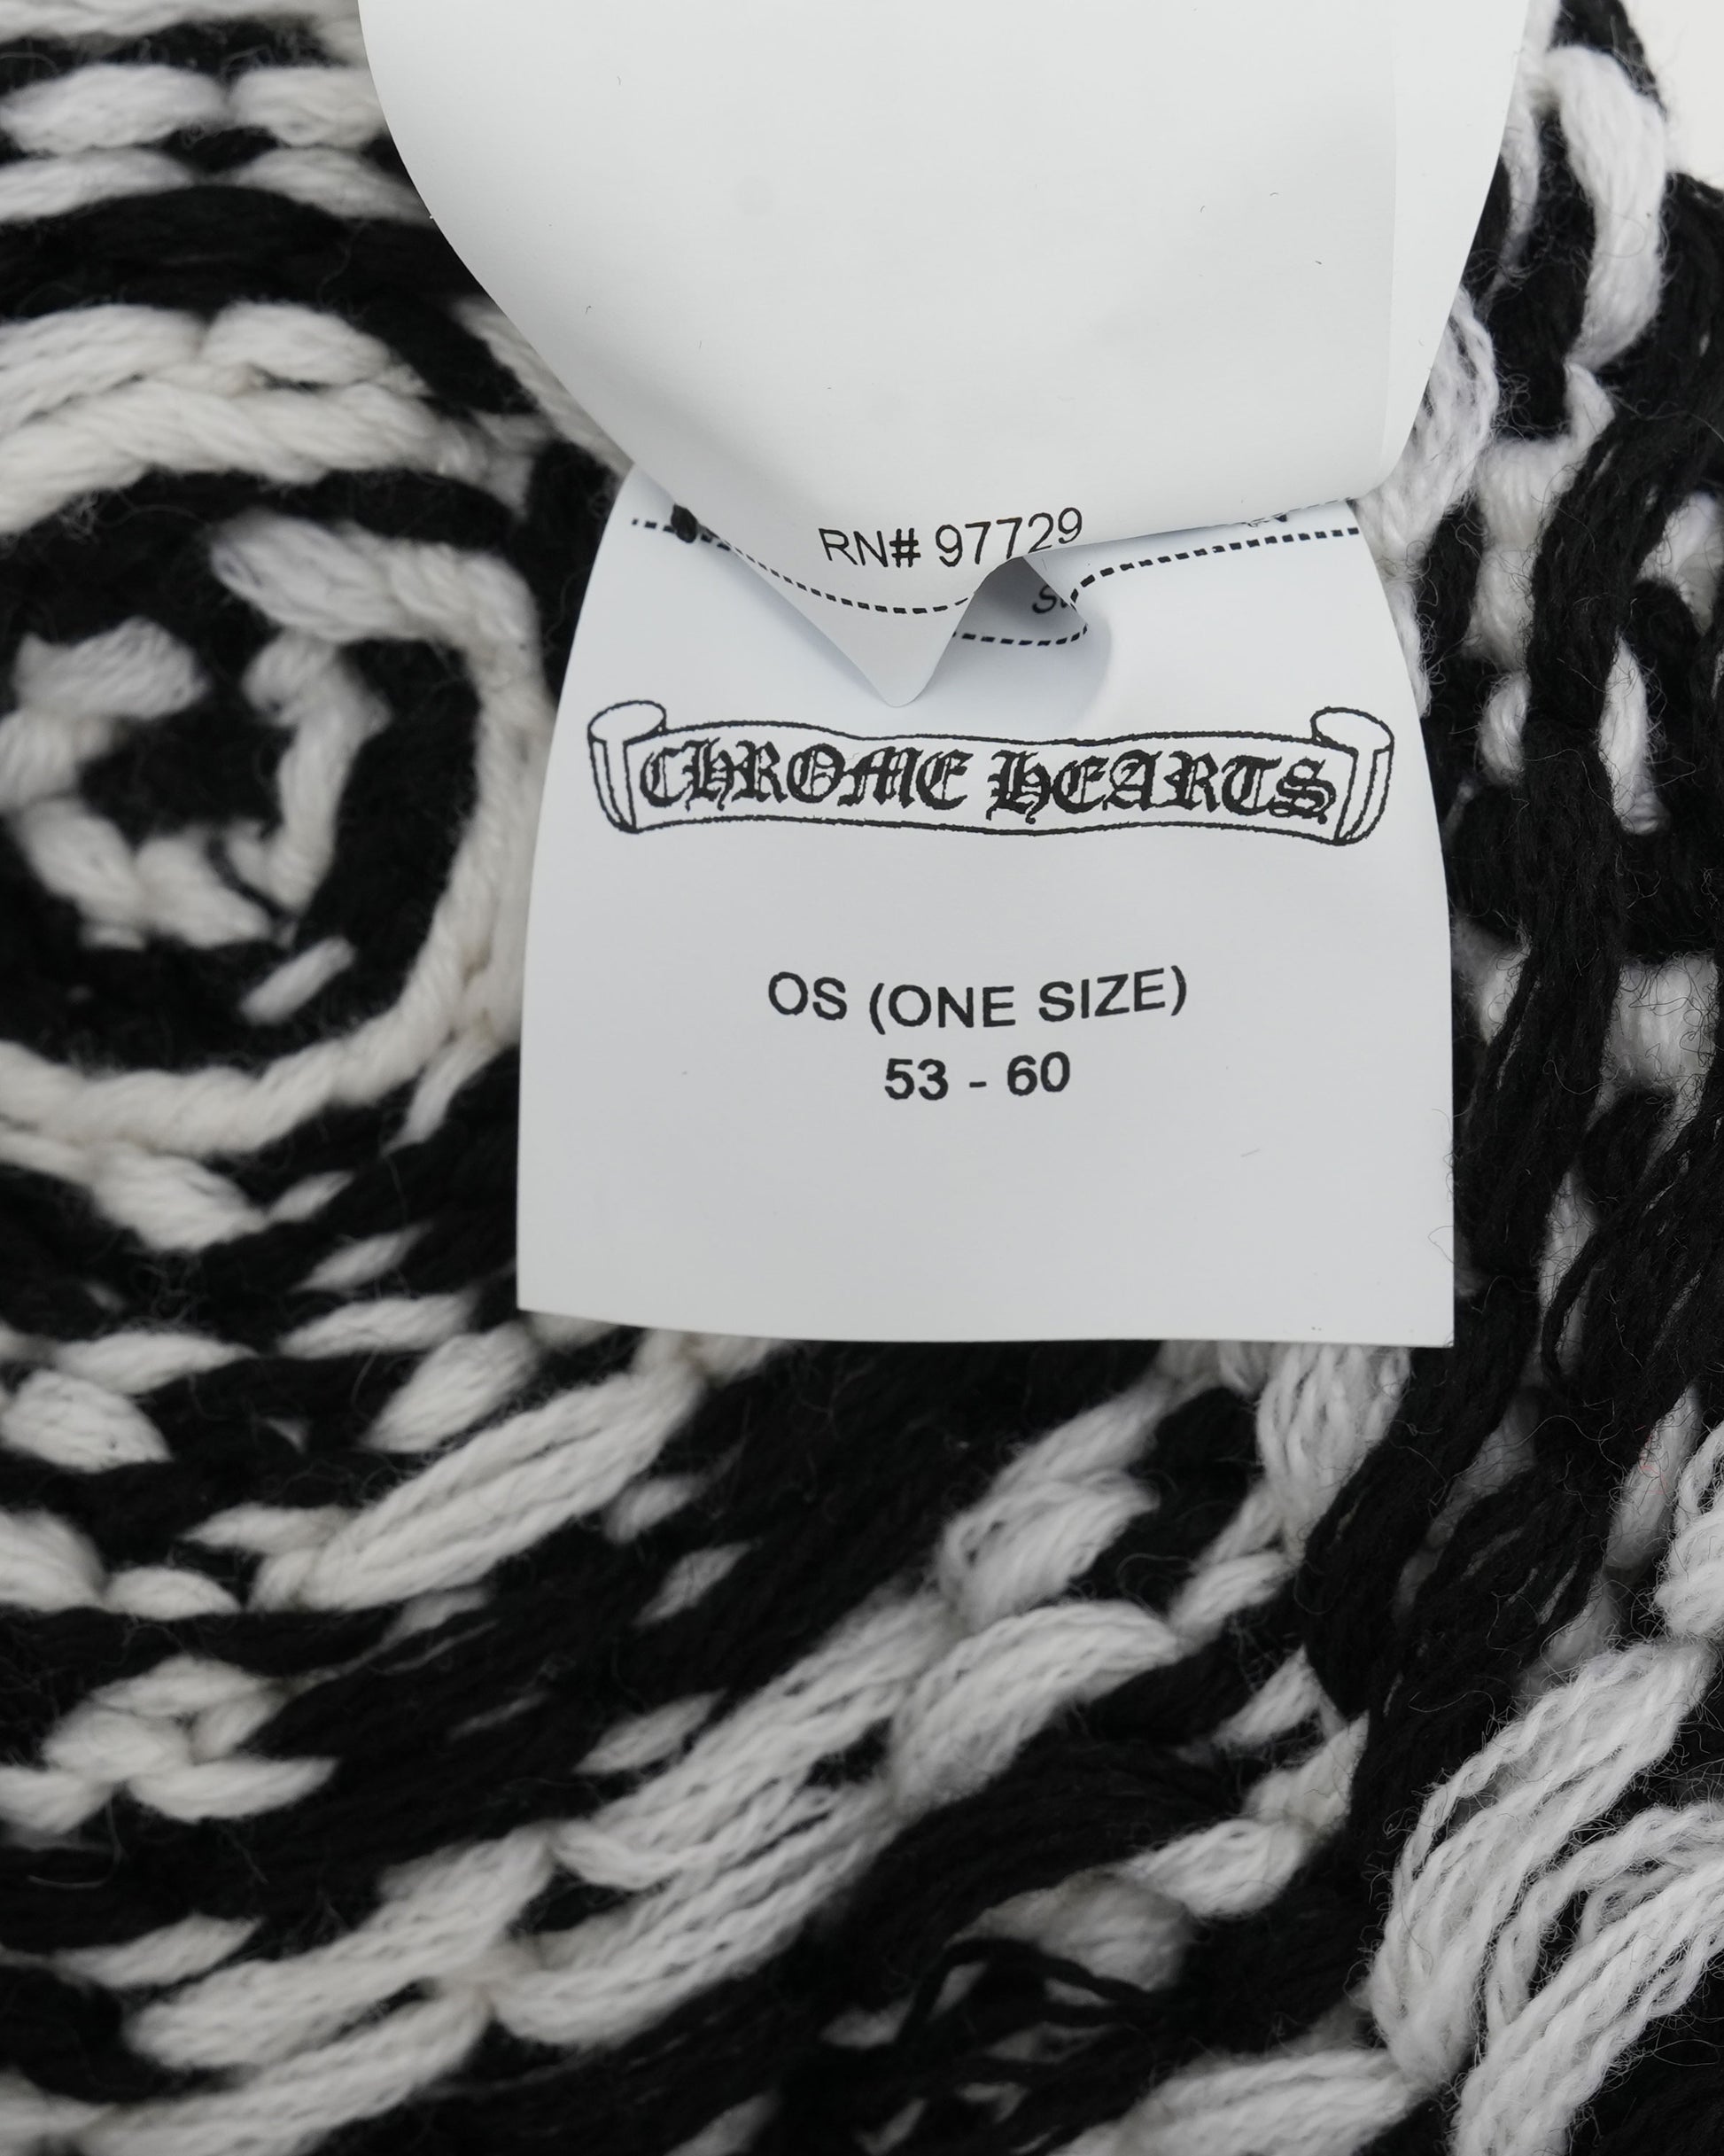 RN# 97729
CHROME HEARTS
OS (ONE SIZE)
53 - 60